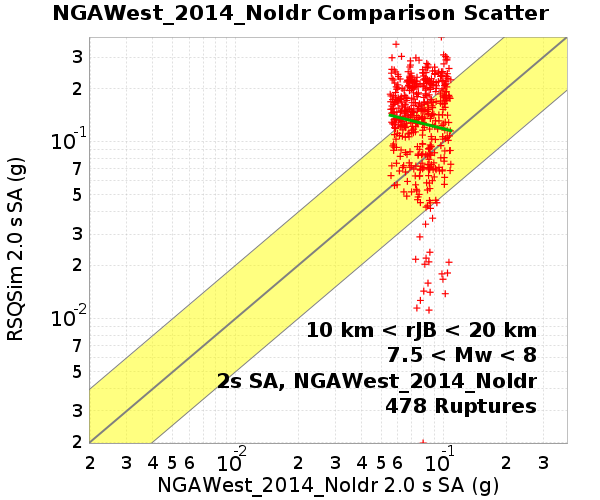 NGAWest_2014_NoIdr Comparison Scatter
RSQSim 2.0 s SA (g)
3
2
10-1
7
5
3
2
10-2
7
5
3
2
10 km < rJB < 20 km
7.5 < Mw < 8
2s SA, NGAWest_2014_NoIdr
478 Ruptures
2 3 4 5 6 10-2 2 3 4 5 6 10-1 2 3
NGAWest_2014_NoIdr 2.0 s SA (g)